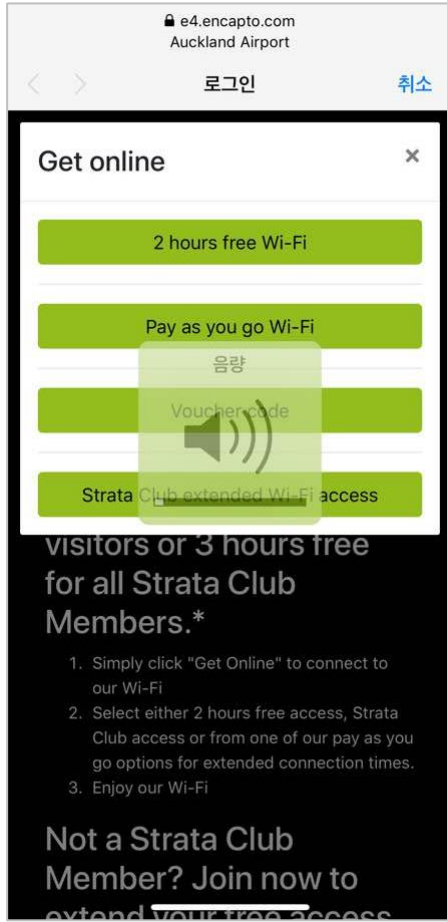 e4.encapto.com
Auckland Airport
로그인 취소
Get online ×
2 hours free Wi-Fi
Pay as you go Wi-Fi
음량
Voucher code
Strata Club extended Wi-Fi access
visitors or 3 hours free
for all Strata Club
Members.*
1. Simply click "Get Online" to connect to
our Wi-Fi
2. Select either 2 hours free access, Strata
Club access or from one of our pay as you
go options for extended connection times.
3. Enjoy our Wi-Fi
Not a Strata Club
Member? Join now to
extend your free access